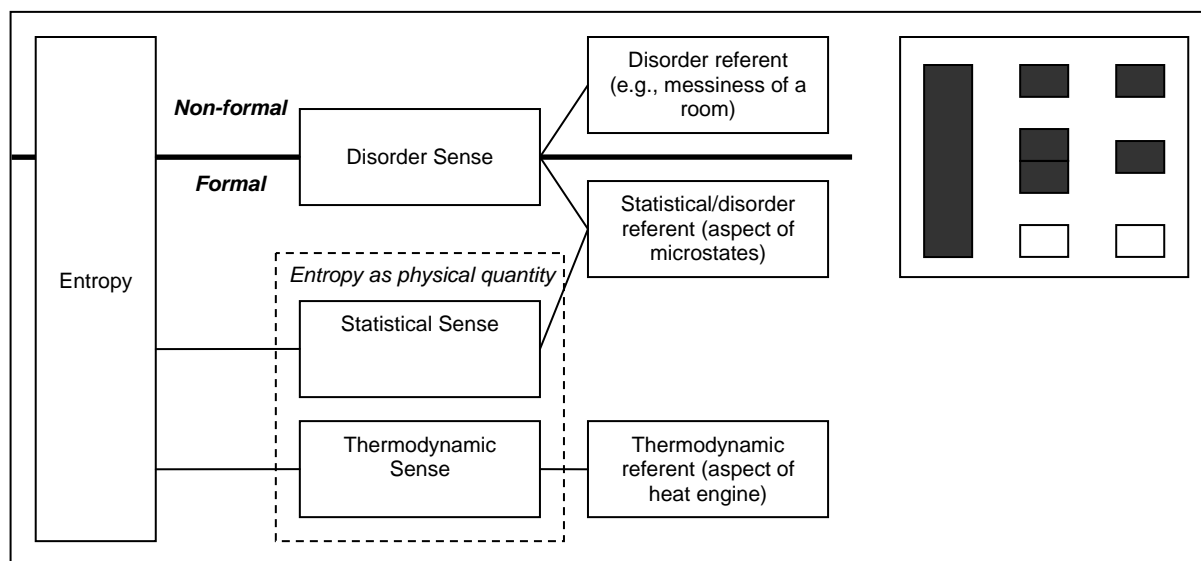 Entropy
Non-formal
Formal
Disorder Sense
Entropy as physical quantity
Statistical Sense
Thermodynamic
Sense
Disorder referent
(e.g., messiness of a
room)
Statistical/disorder
referent (aspect of
microstates)
Thermodynamic
referent (aspect of
heat engine)